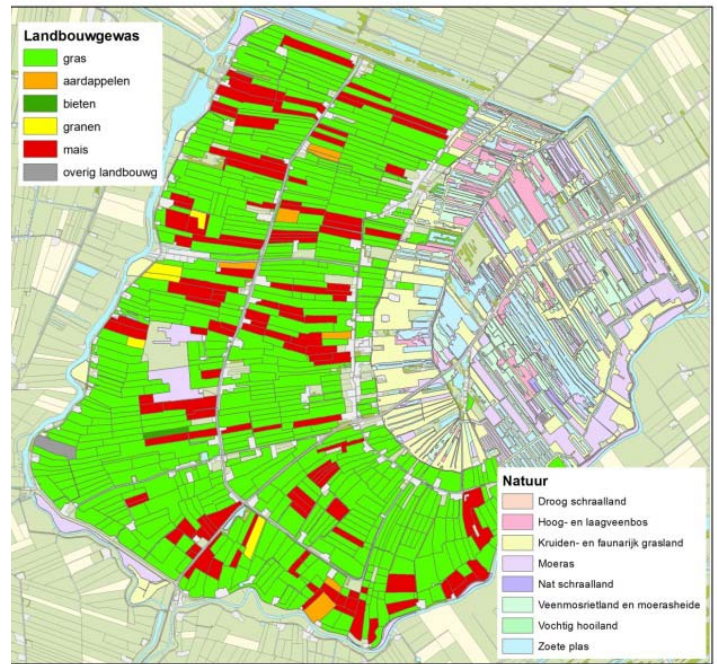 Landbouwgewas
gras
aardappelen
bieten
granen
mais
overig landbouwg
Natuur
Droog schraalland
Hoog- en laagveenbos
Kruiden- en faunarijk grasland
Moeras
Nat schraalland
Veenmosrietland en moerasheide
Vochtig hooiland
Zoete plas